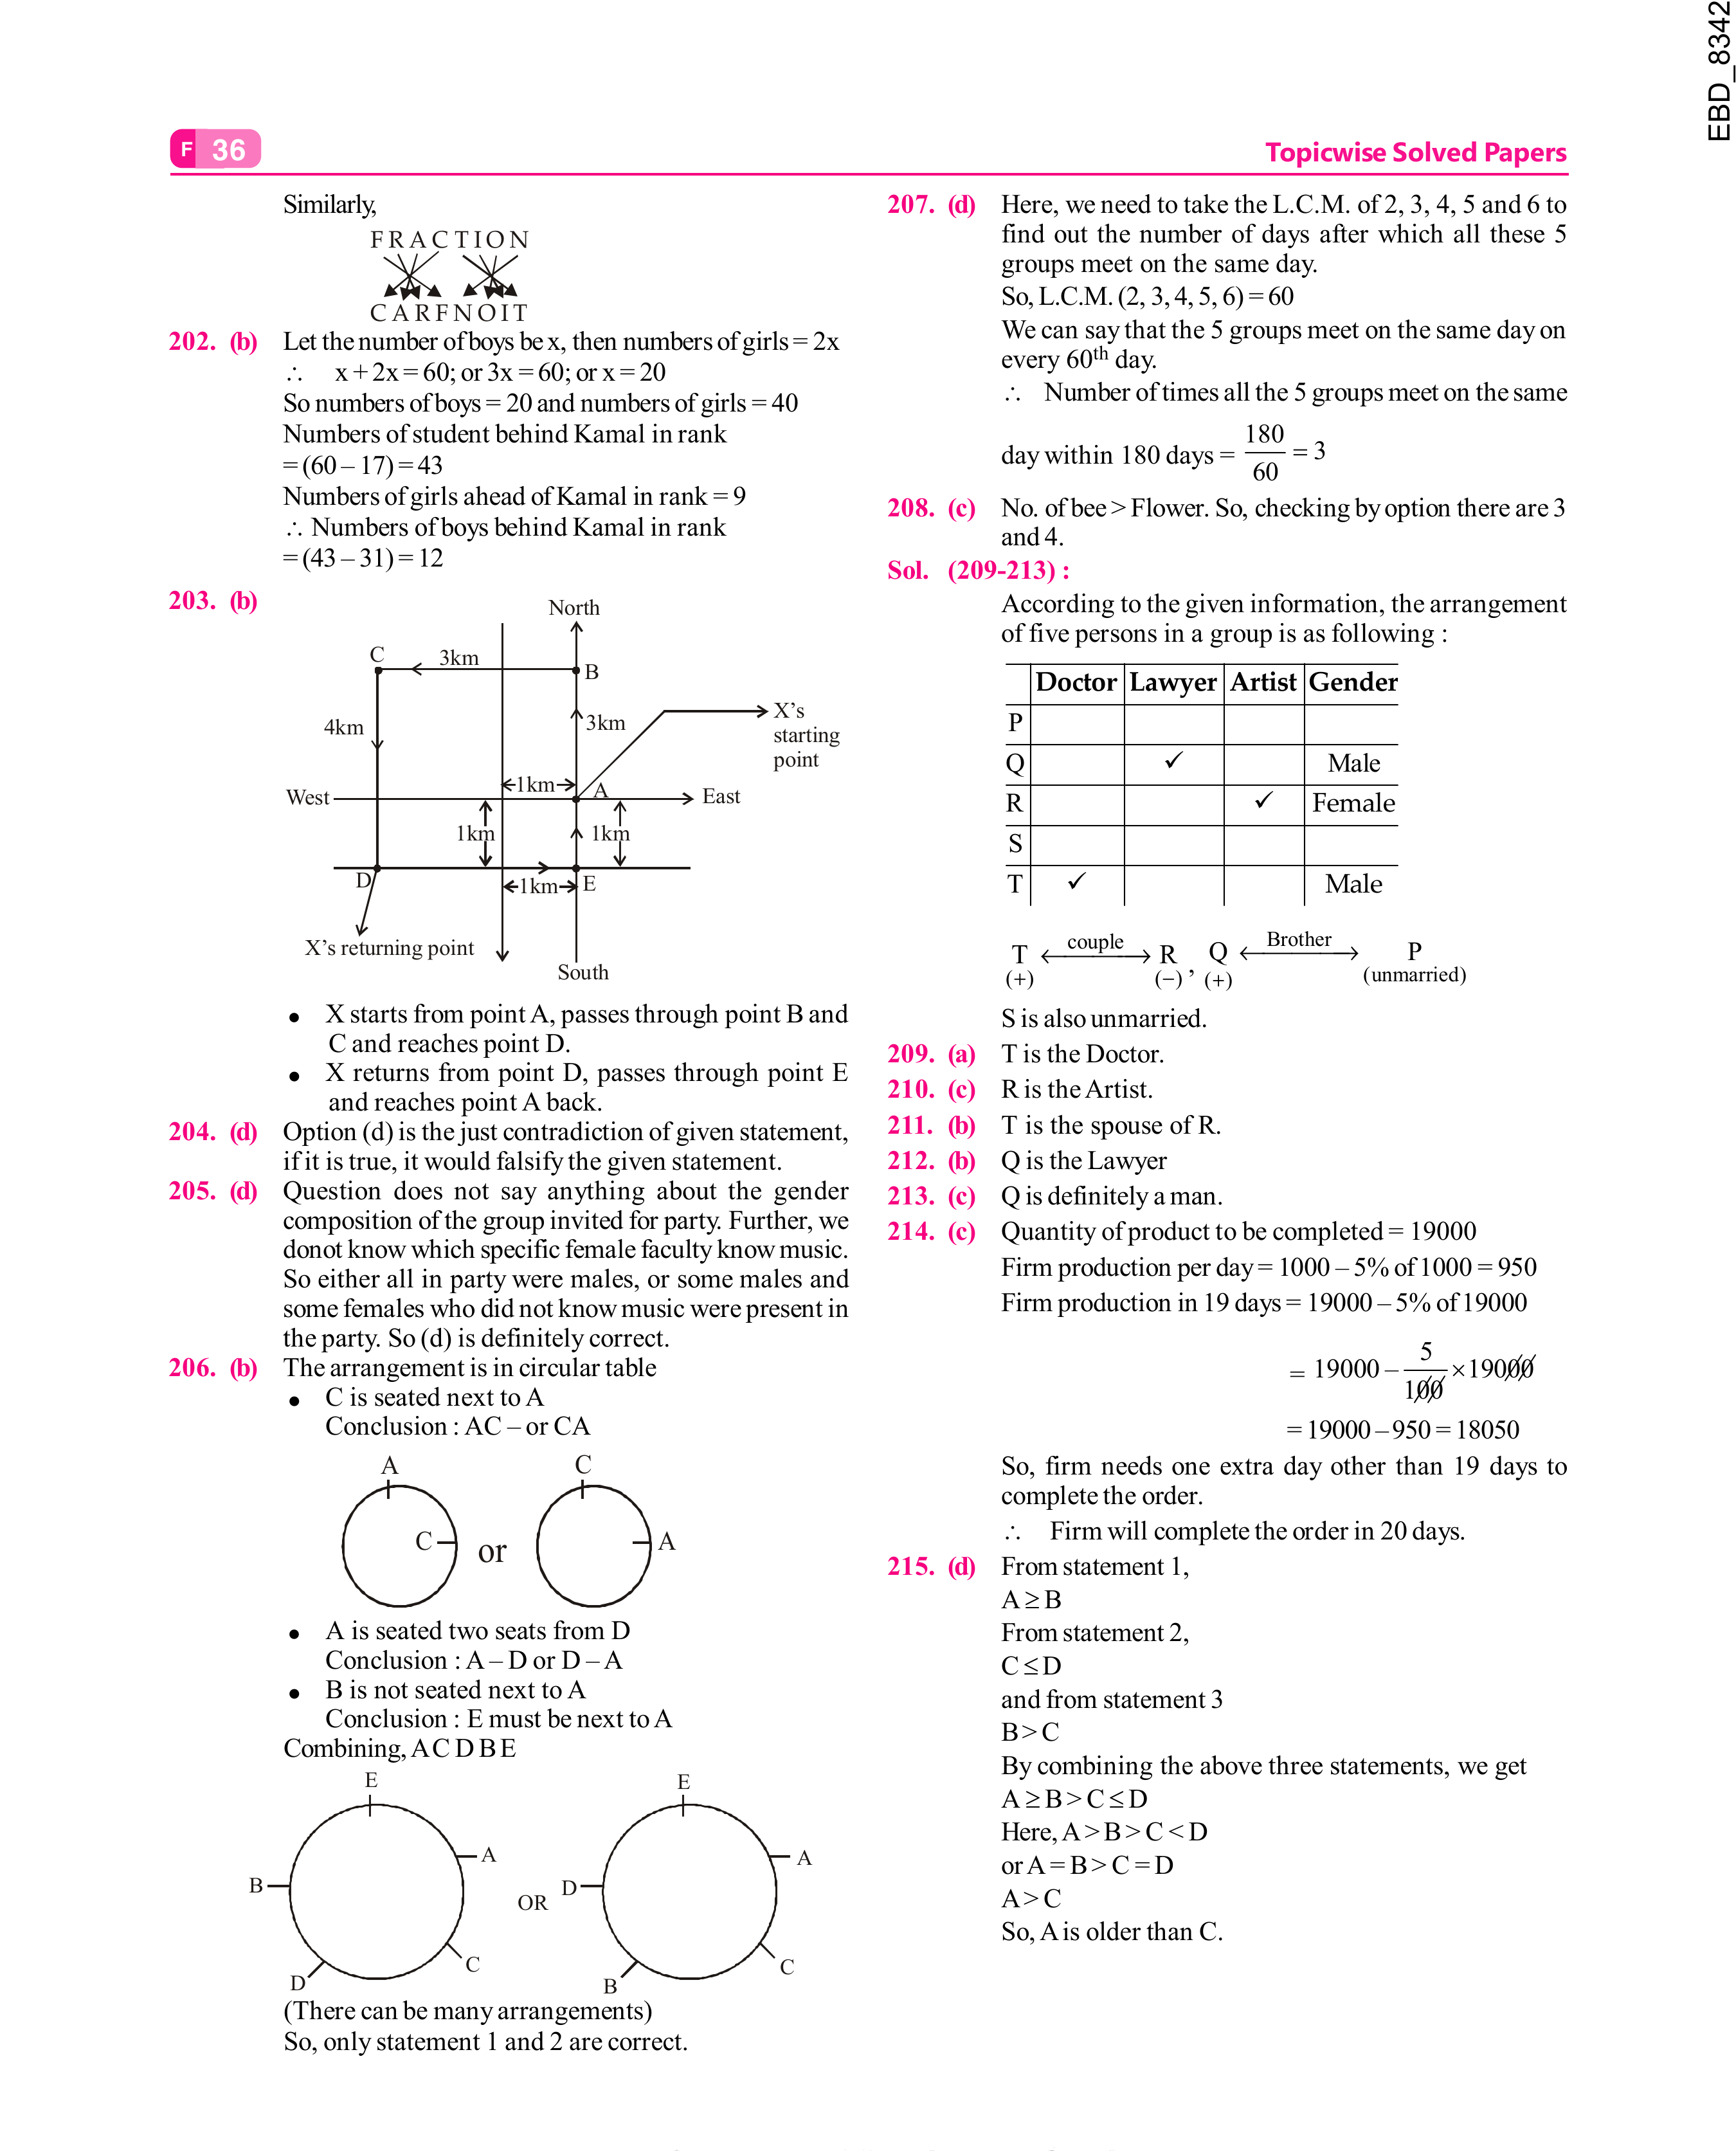 EBD_8342
F 36
Topicwise Solved Papers
Similarly,
F R A C T I O N
C A R F N O I T
202. (b) Let the number of boys be x, then numbers of girls = 2x
∴ x + 2x = 60; or 3x = 60; or x = 20
So numbers of boys = 20 and numbers of girls = 40
Numbers of student behind Kamal in rank
= (60 – 17) = 43
Numbers of girls ahead of Kamal in rank = 9
∴ Numbers of boys behind Kamal in rank
= (43 – 31) = 12
203. (b)
North
C
3km
B
4km
3km
X's
starting
point
1km
A
West
East
1km
1km
D
1km
E
X's returning point
South
• X starts from point A, passes through point B and
C and reaches point D.
• X returns from point D, passes through point E
and reaches point A back.
204. (d) Option (d) is the just contradiction of given statement,
if it is true, it would falsify the given statement.
205. (d) Question does not say anything about the gender
composition of the group invited for party. Further, we
donot know which specific female faculty know music.
So either all in party were males, or some males and
some females who did not know music were present in
the party. So (d) is definitely correct.
206. (b) The arrangement is in circular table
• C is seated next to A
Conclusion : AC – or CA
A
C
C
or
A
• A is seated two seats from D
Conclusion : A – D or D – A
• B is not seated next to A
Conclusion : E must be next to A
Combining, A C D B E
E
E
A
A
B
D
OR
C
C
D
B
(There can be many arrangements)
So, only statement 1 and 2 are correct.
207. (d) Here, we need to take the L.C.M. of 2, 3, 4, 5 and 6 to
find out the number of days after which all these 5
groups meet on the same day.
So, L.C.M. (2, 3, 4, 5, 6) = 60
We can say that the 5 groups meet on the same day on
every 60th day.
∴ Number of times all the 5 groups meet on the same
day within 180 days = 180/60 = 3
208. (c) No. of bee > Flower. So, checking by option there are 3
and 4.
Sol. (209-213) :
According to the given information, the arrangement
of five persons in a group is as following :
Doctor Lawyer Artist Gender
P
Q ✓ Male
R ✓ Female
S
T ✓ Male
T couple R, Q Brother P
(+) (–) (+) (unmarried)
S is also unmarried.
209. (a) T is the Doctor.
210. (c) R is the Artist.
211. (b) T is the spouse of R.
212. (b) Q is the Lawyer
213. (c) Q is definitely a man.
214. (c) Quantity of product to be completed = 19000
Firm production per day = 1000 – 5% of 1000 = 950
Firm production in 19 days = 19000 – 5% of 19000
= 19000 – 5/100 × 19000
= 19000 – 950 = 18050
So, firm needs one extra day other than 19 days to
complete the order.
∴ Firm will complete the order in 20 days.
215. (d) From statement 1,
A ≥ B
From statement 2,
C ≤ D
and from statement 3
B > C
By combining the above three statements, we get
A ≥ B > C ≤ D
Here, A > B > C < D
or A = B > C = D
A > C
So, A is older than C.